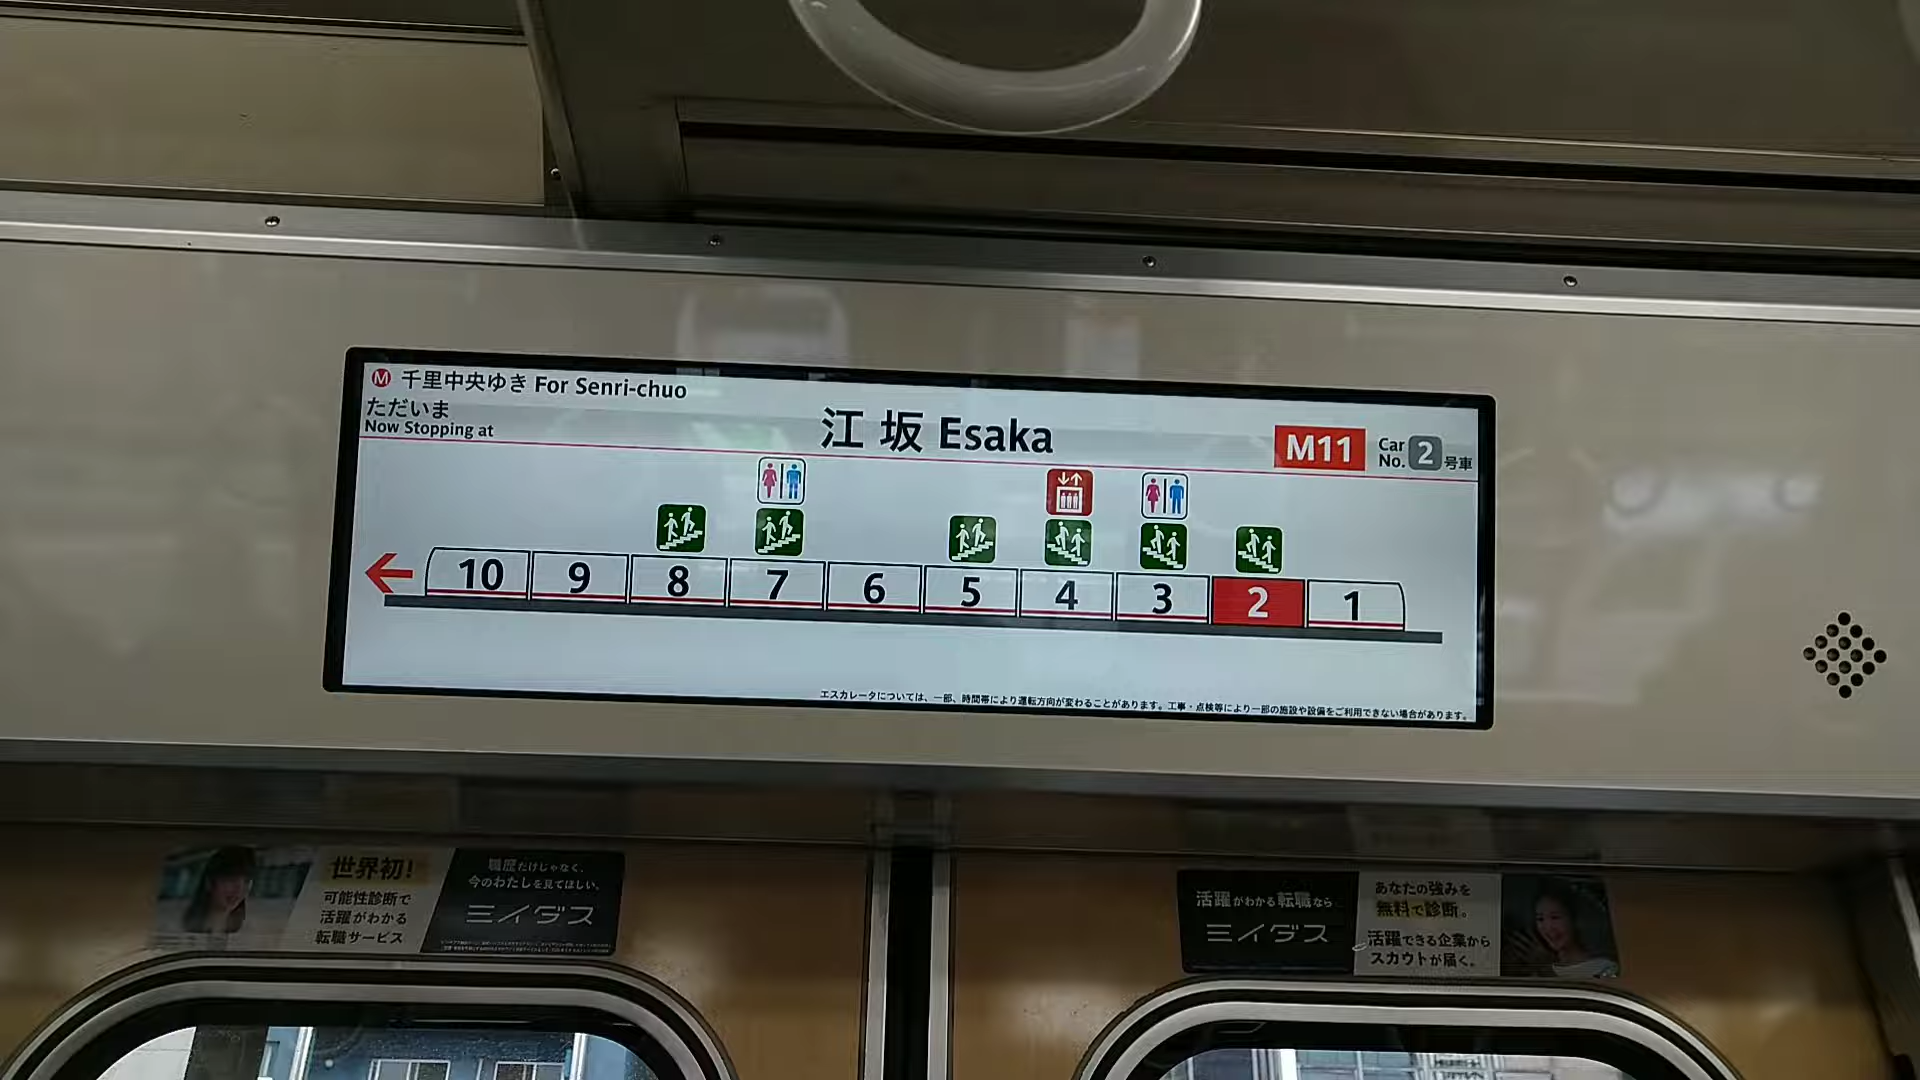 M 千里中央ゆき For Senri-chuo
ただいま
Now Stopping at
江坂 Esaka
M11
Car No. 2 号車
10 9 8 7 6 5 4 3 2 1
エスカレータについては、一部、時間帯により運転方向が変わることがあります。工事・点検等により一部の施設や設備をご利用できない場合があります。
世界初!
可能性診断で
活躍がわかる
転職サービス
職歴だけじゃなく、
今のわたしを見てほしい。
ミイダス
活躍がわかる転職なら
ミイダス
あなたの強みを
無料で診断。
活躍できる企業から
スカウトが届く。